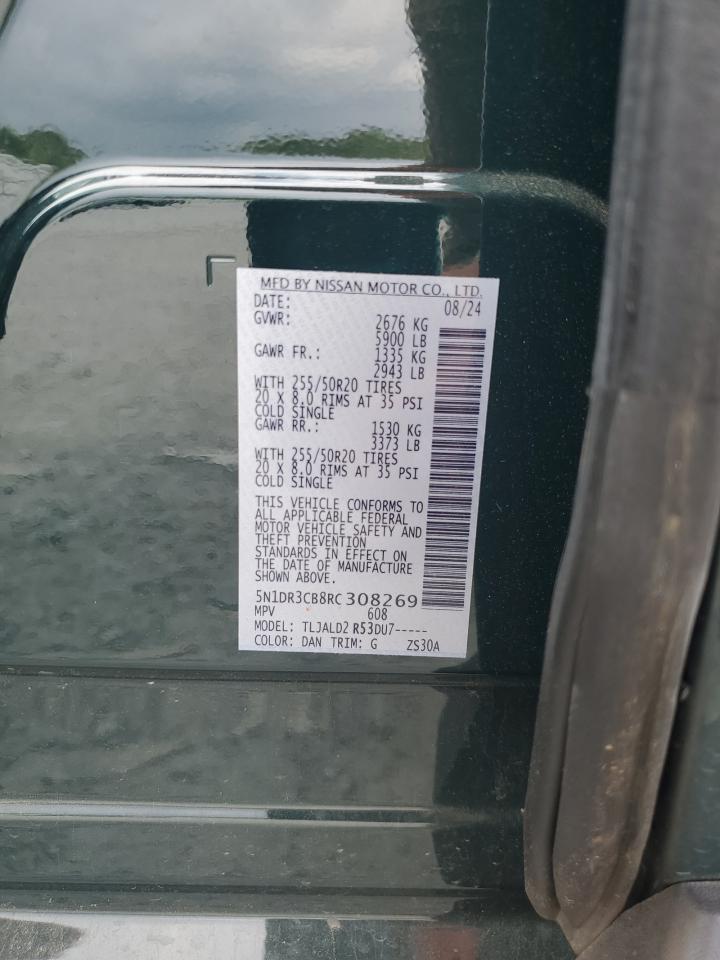 MFD BY NISSAN MOTOR CO., LTD.
DATE: 08/24
GVWR: 2676 KG
5900 LB
GAWR FR.: 1335 KG
2943 LB
WITH 255/50R20 TIRES
20 X 8.0 RIMS AT 35 PSI
COLD SINGLE
GAWR RR.: 1530 KG
3373 LB
WITH 255/50R20 TIRES
20 X 8.0 RIMS AT 35 PSI
COLD SINGLE
THIS VEHICLE CONFORMS TO
ALL APPLICABLE FEDERAL
MOTOR VEHICLE SAFETY AND
THEFT PREVENTION
STANDARDS IN EFFECT ON
THE DATE OF MANUFACTURE
SHOWN ABOVE.
5N1DR3CB8RC308269
MPV 608
MODEL: TLJALD2 R53DU7-----
COLOR: DAN TRIM: G ZS30A